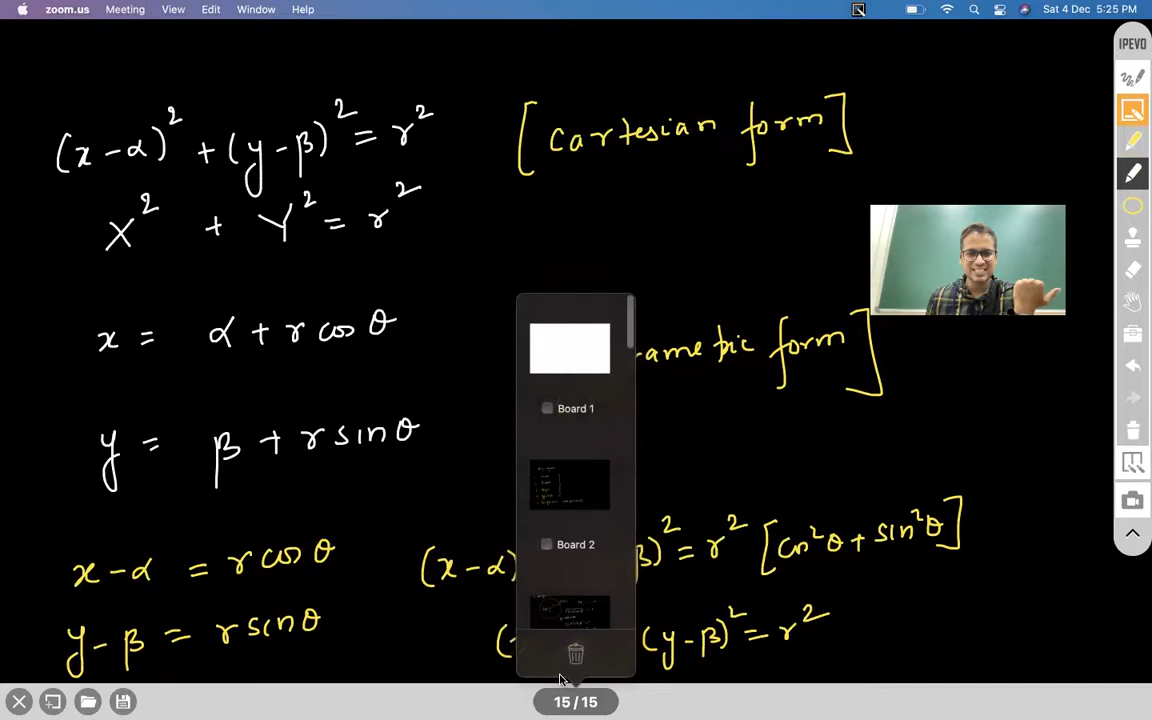 zoom.us Meeting View Edit Window Help Sat 4 Dec 5:25 PM
IPEVO
(x-α)² + (y-β)² = r² [Cartesian form]
X² + Y² = r²
x = α + r cos θ
ametric form]
y = β + r sin θ
Board 1
Board 2
x-α = r cos θ (x-α) β)² = r² [cos²θ + sin²θ]
y-β = r sin θ ( (y-β)² = r²
15 / 15